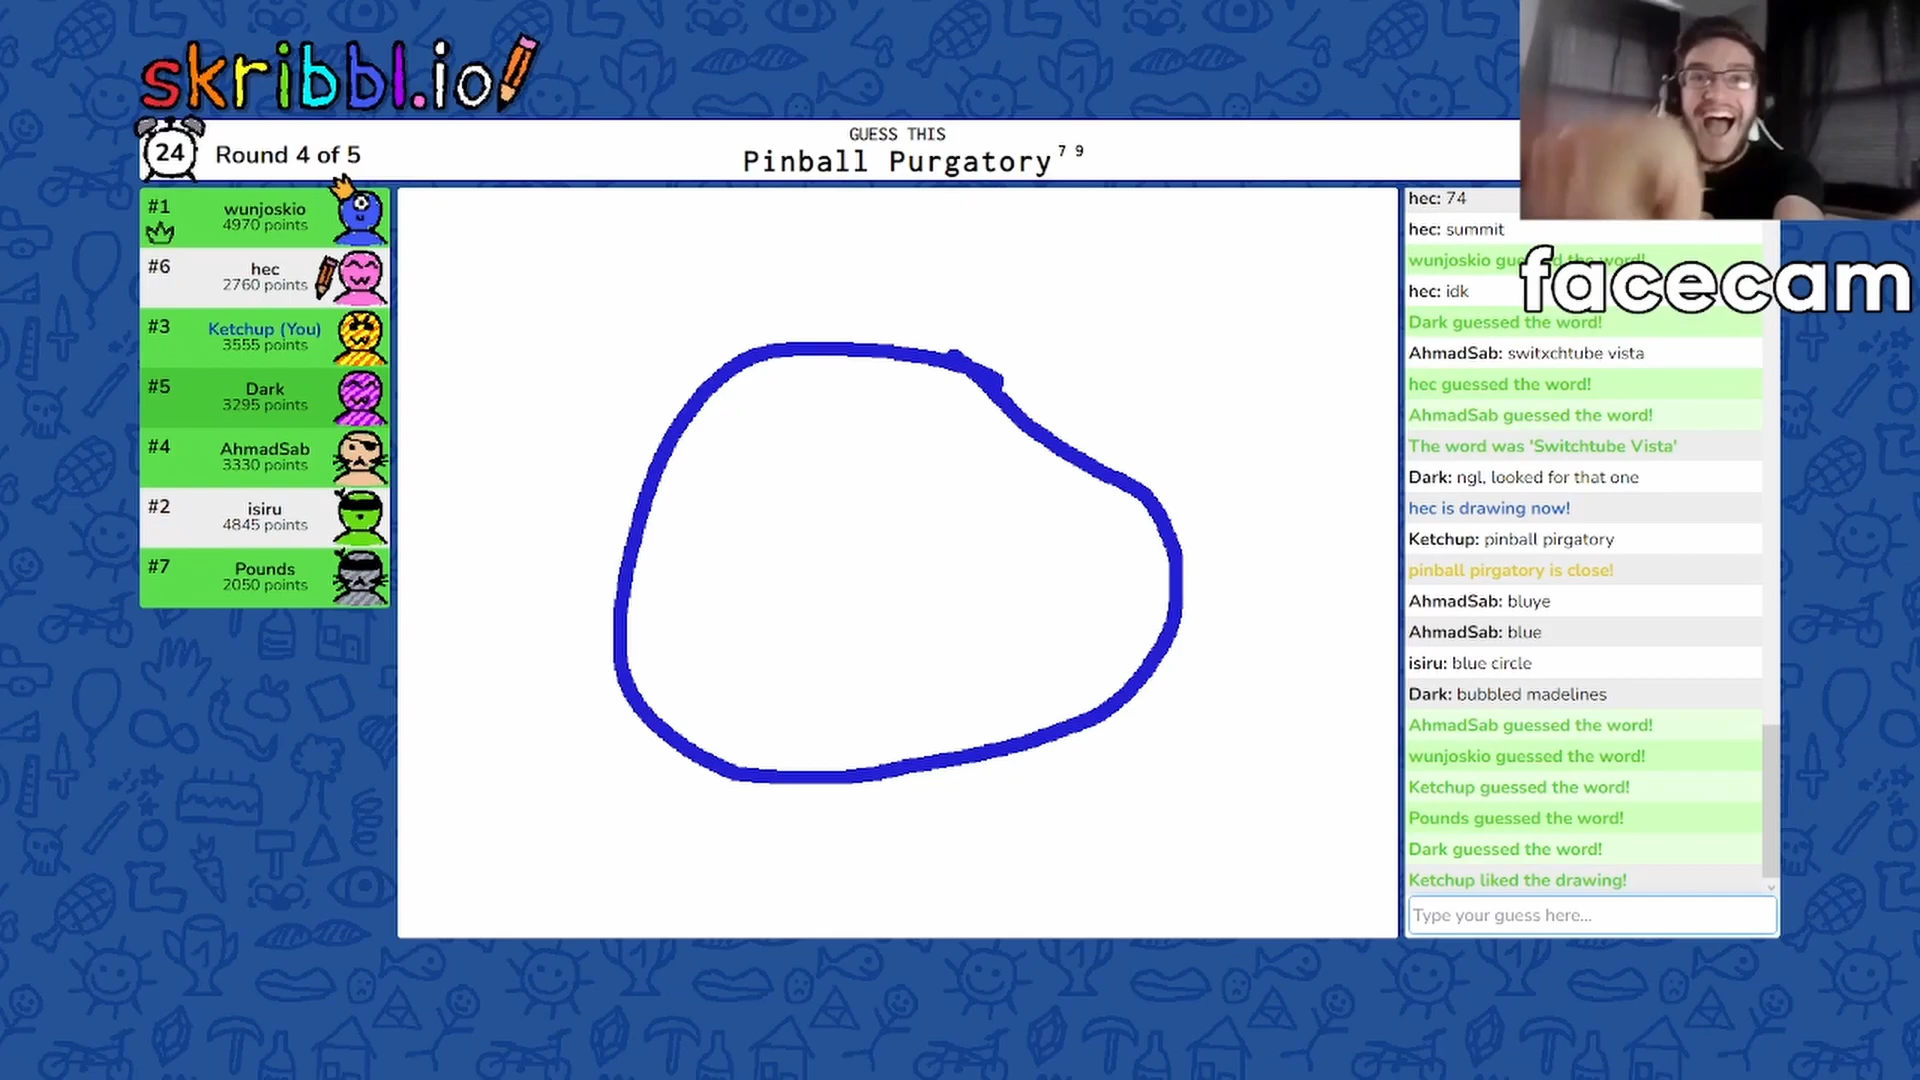 skribbl.io
24
Round 4 of 5
GUESS THIS
Pinball Purgatory 7 9
#1
wunjoskio
4970 points
#6
hec
2760 points
#3
Ketchup (You)
3555 points
#5
Dark
3295 points
#4
AhmadSab
3330 points
#2
isiru
4845 points
#7
Pounds
2050 points
hec: 74
hec: summit
wunjoskio guessed the word!
hec: idk
Dark guessed the word!
AhmadSab: switxchtube vista
hec guessed the word!
AhmadSab guessed the word!
The word was 'Switchtube Vista'
Dark: ngl, looked for that one
hec is drawing now!
Ketchup: pinball pirgatory
pinball pirgatory is close!
AhmadSab: bluye
AhmadSab: blue
isiru: blue circle
Dark: bubbled madelines
AhmadSab guessed the word!
wunjoskio guessed the word!
Ketchup guessed the word!
Pounds guessed the word!
Dark guessed the word!
Ketchup liked the drawing!
Type your guess here...
facecam